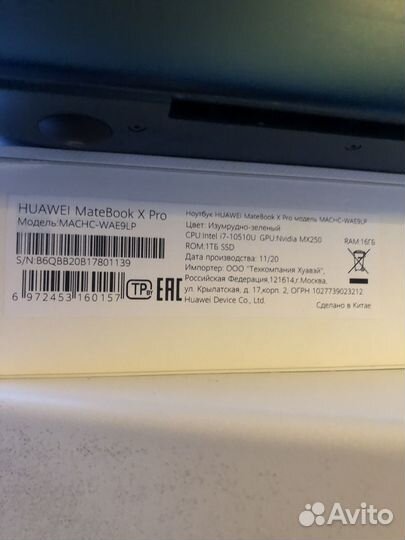 HUAWEI MateBook X Pro
Модель:MACHC-WAE9LP
S/N:B6QBB20B17801139
6 972453 160157
TP BY
EAC
Ноутбук HUAWEI MateBook X Pro модель MACHC-WAE9LP
Цвет: Изумрудно-зеленый
CPU:Intel i7-10510U GPU:Nvidia MX250 RAM:16Гб
ROM:1ТБ SSD
Дата производства: 11/20
Импортер: ООО "Техкомпания Хуавэй",
Российская Федерация,121614,г.Москва,
ул. Крылатская, д.17,корп. 2, ОГРН 1027739023212
Huawei Device Co., Ltd. Сделано в Китае
Avito